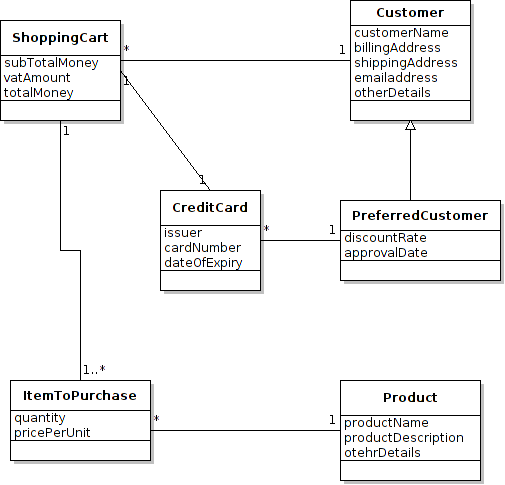 Customer
customerName
billingAddress
shippingAddress
emailaddress
otherDetails
ShoppingCart
subTotalMoney
vatAmount
totalMoney
*
1
1
1
1
CreditCard
issuer
cardNumber
dateOfExpiry
*
1
PreferredCustomer
discountRate
approvalDate
1..*
ItemToPurchase
quantity
pricePerUnit
*
1
Product
productName
productDescription
otehrDetails